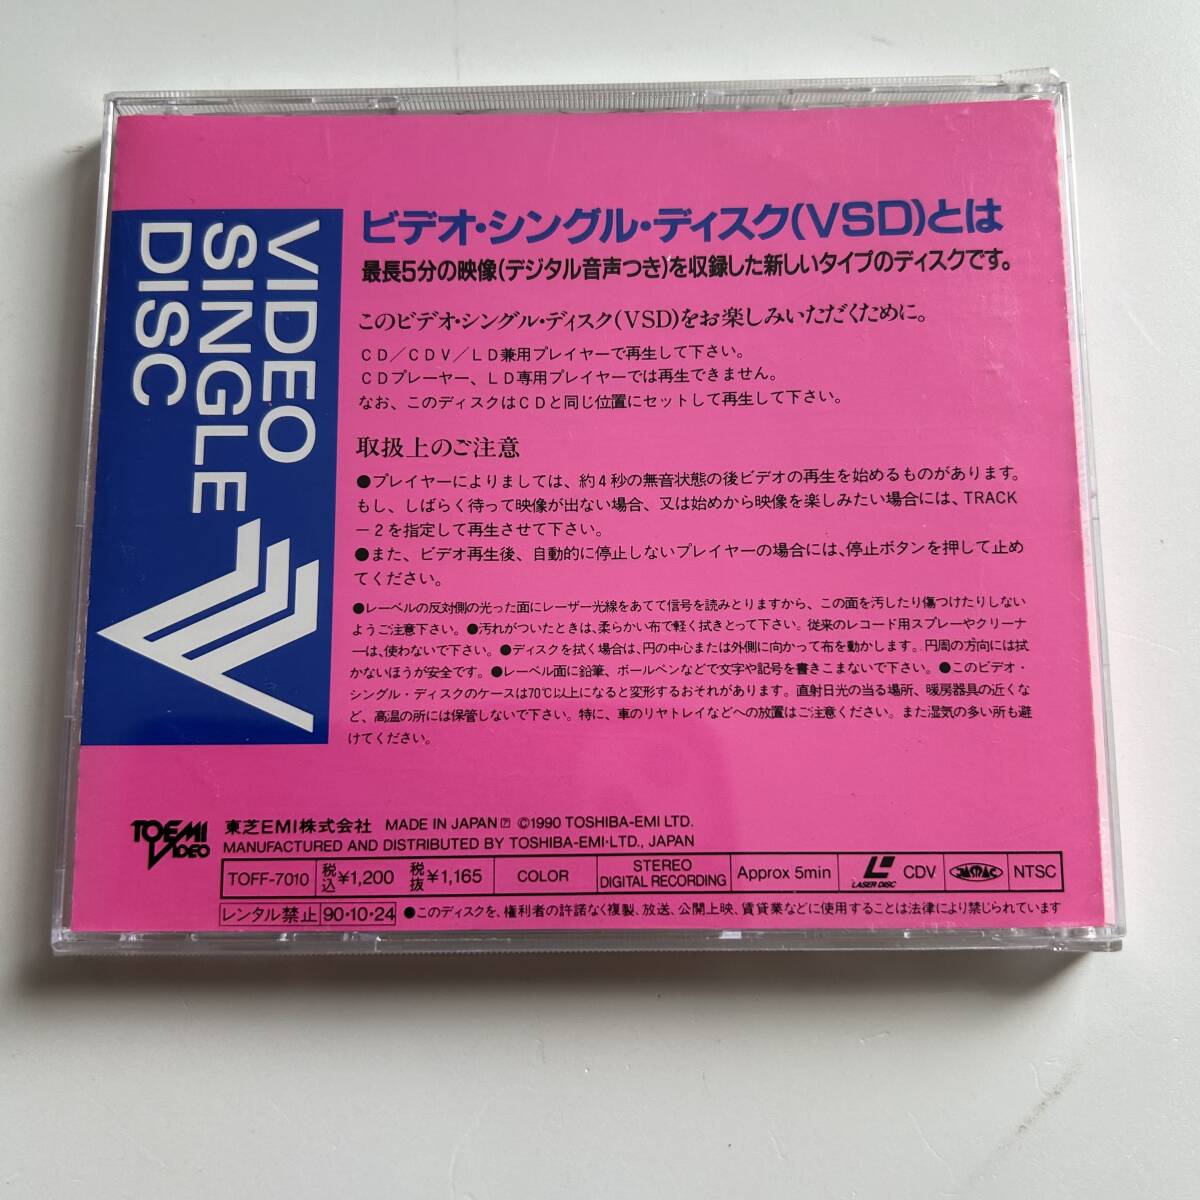 VIDEO
SINGLE
DISC
ビデオ・シングル・ディスク(VSD)とは
最長5分の映像(デジタル音声つき)を収録した新しいタイプのディスクです。
このビデオ・シングル・ディスク(VSD)をお楽しみいただくために。
CD/CDV/LD兼用プレイヤーで再生して下さい。
CDプレーヤー、LD専用プレイヤーでは再生できません。
なお、このディスクはCDと同じ位置にセットして再生して下さい。
取扱上のご注意
●プレイヤーによりましては、約4秒の無音状態の後ビデオの再生を始めるものがあります。
もし、しばらく待って映像が出ない場合、又は始めから映像を楽しみたい場合には、TRACK
-2を指定して再生させて下さい。
●また、ビデオ再生後、自動的に停止しないプレイヤーの場合には、停止ボタンを押して止め
てください。
●レーベルの反対側の光った面にレーザー光線をあてて信号を読みとりますから、この面を汚したり傷つけたりしない
ようご注意下さい。●汚れがついたときは、柔らかい布で軽く拭きとって下さい。従来のレコード用スプレーやクリーナ
ーは、使わないで下さい。●ディスクを拭く場合は、円の中心または外側に向かって布を動かします。円周の方向には拭
かないほうが安全です。●レーベル面に鉛筆、ボールペンなどで文字や記号を書きこまないで下さい。●このビデオ・
シングル・ディスクのケースは70℃以上になると変形するおそれがあります。直射日光の当る場所、暖房器具の近くな
ど、高温の所には保管しないで下さい。特に、車のリヤトレイなどへの放置はご注意ください。また湿気の多い所も避
けてください。
TOEMI VIDEO
東芝EMI株式会社 MADE IN JAPAN Ⓟ ©1990 TOSHIBA-EMI LTD.
MANUFACTURED AND DISTRIBUTED BY TOSHIBA-EMI・LTD., JAPAN
TOFF-7010 税込¥1,200 税抜¥1,165 COLOR STEREO DIGITAL RECORDING Approx 5min LASER DISC CDV JASRAC NTSC
レンタル禁止 90・10・24 ●このディスクを、権利者の許諾なく複製、放送、公開上映、賃貸業などに使用することは法律により禁じられています